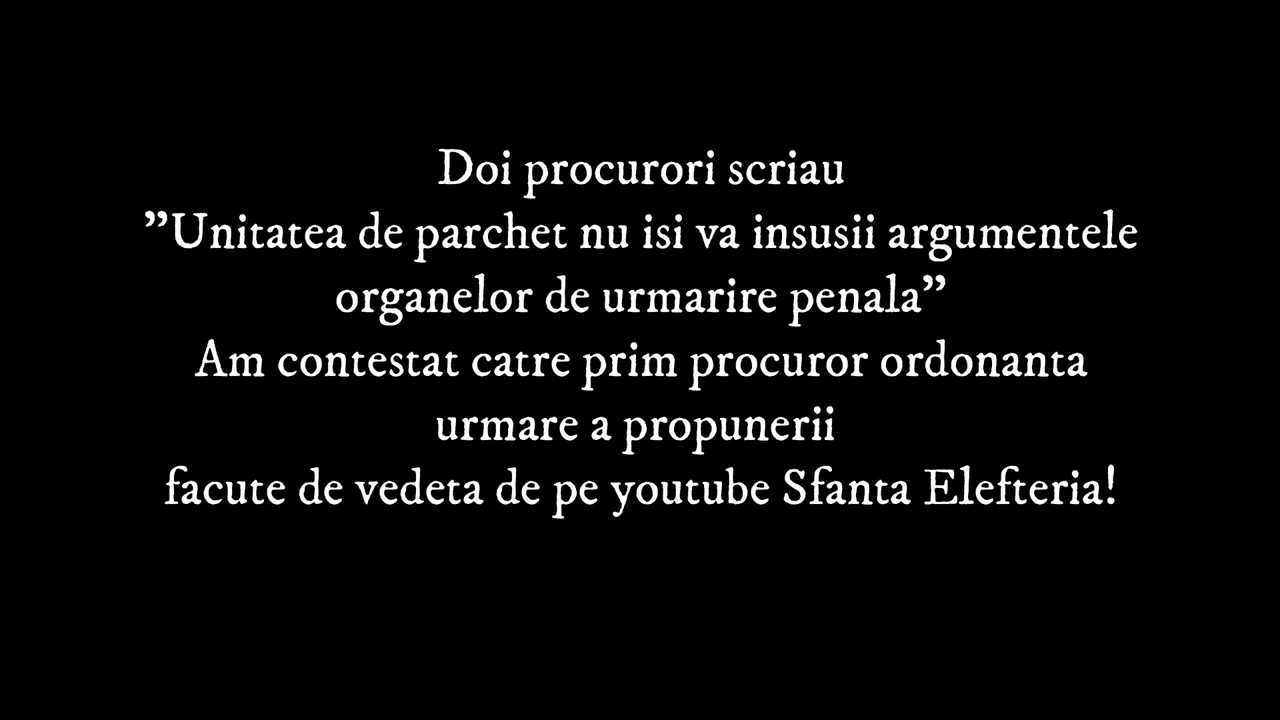 Doi procurori scriau
”Unitatea de parchet nu isi va insusii argumentele
organelor de urmarire penala”
Am contestat catre prim procuror ordonanta
urmare a propunerii
facute de vedeta de pe youtube Sfanta Elefteria!